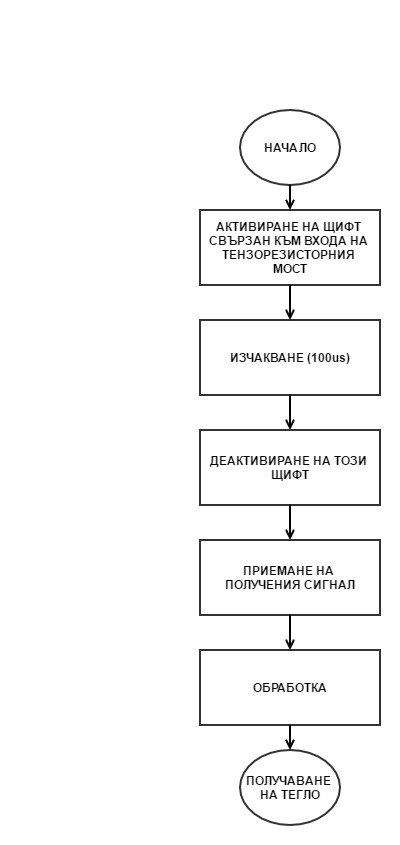 НАЧАЛО
АКТИВИРАНЕ НА ЩИФТ
СВЪРЗАН КЪМ ВХОДА НА
ТЕНЗОРЕЗИСТОРНИЯ
МОСТ
ИЗЧАКВАНЕ (100us)
ДЕАКТИВИРАНЕ НА ТОЗИ
ЩИФТ
ПРИЕМАНЕ НА
ПОЛУЧЕНИЯ СИГНАЛ
ОБРАБОТКА
ПОЛУЧАВАНЕ
НА ТЕГЛО